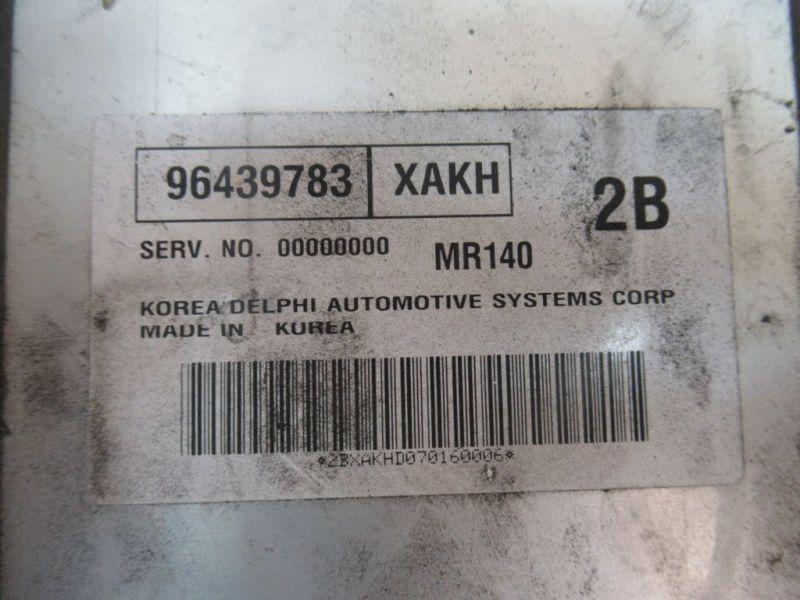 96439783 XAKH
2B
SERV. NO. 00000000 MR140
KOREA DELPHI AUTOMOTIVE SYSTEMS CORP
MADE IN KOREA
*2BXAKHD070160006*